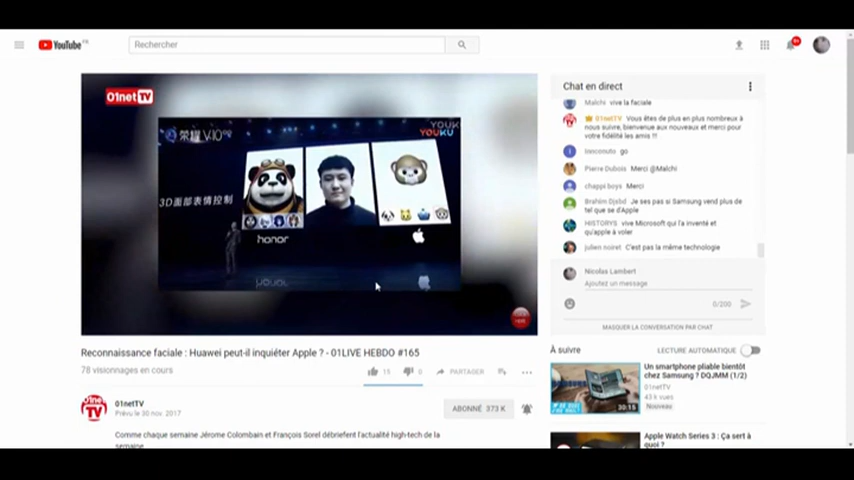 YouTube FR
Rechercher
9+
01net TV
荣耀 V10
YOUKU
YOUKU
3D面部表情控制
honor
Chat en direct
Malchi vive la faciale
01netTV Vous êtes de plus en plus nombreux à
nous suivre, bienvenue aux nouveaux et merci pour
votre fidélité les amis !!!
go
Pierre Dubois Merci @Malchi
chappi boys Merci
Brahim Djebd Je ses pas si Samsung vend plus de
tel que se d'Apple
HISTORYS vive Microsoft qui l'a inventé et
qu'apple à voler
julien noiret C'est pas la même technologie
Nicolas Lambert
Ajoutez un message
0/200
MASQUER LA CONVERSATION PAR CHAT
Reconnaissance faciale : Huawei peut-il inquiéter Apple ? - 01LIVE HEBDO #165
78 visionnages en cours
15
0
PARTAGER
01net TV
01netTV
Prévu le 30 nov. 2017
ABONNÉ 373 K
Comme chaque semaine Jérome Colombain et François Sorel débriefent l'actualité high-tech de la
semaine
À suivre
LECTURE AUTOMATIQUE
30:15
Un smartphone pliable bientôt
chez Samsung ? DQJMM (1/2)
01netTV
43 k vues
Nouveau
Apple Watch Series 3 : Ça sert à
quoi ?